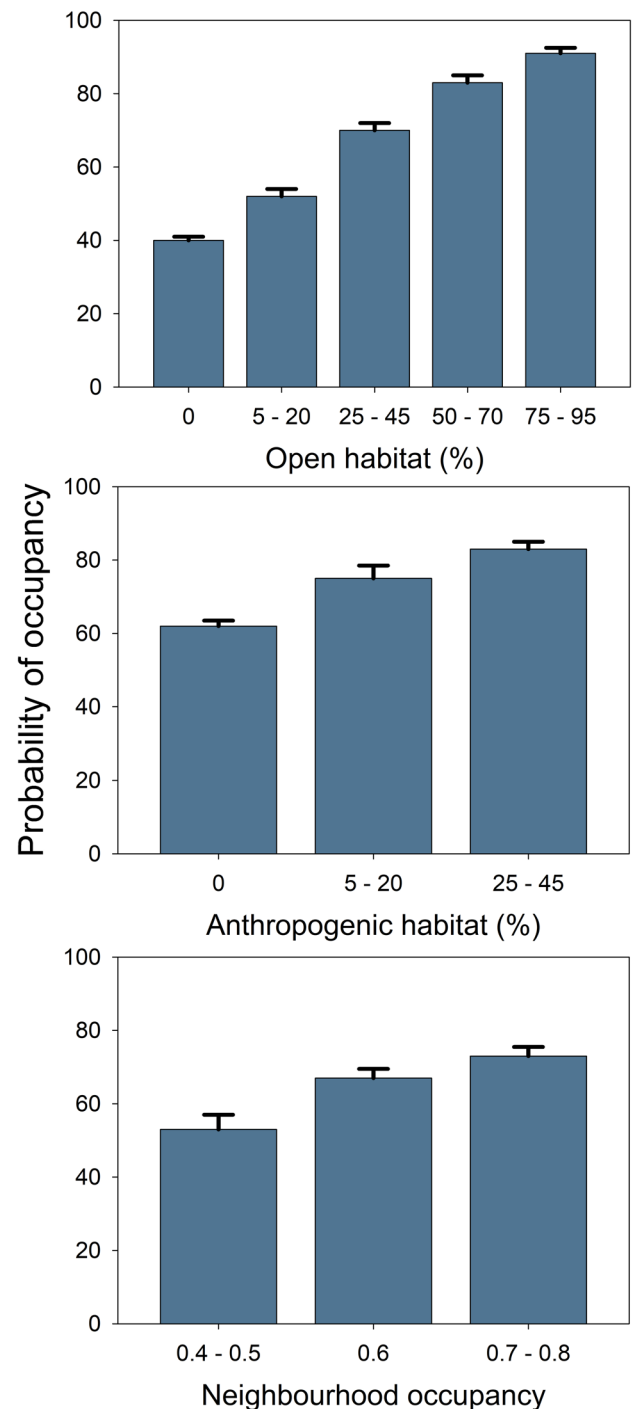 100
80
60
40
20
0
0 5 - 20 25 - 45 50 - 70 75 - 95
Open habitat (%)
Probability of occupancy
100
80
60
40
20
0
0 5 - 20 25 - 45
Anthropogenic habitat (%)
100
80
60
40
20
0
0.4 - 0.5 0.6 0.7 - 0.8
Neighbourhood occupancy